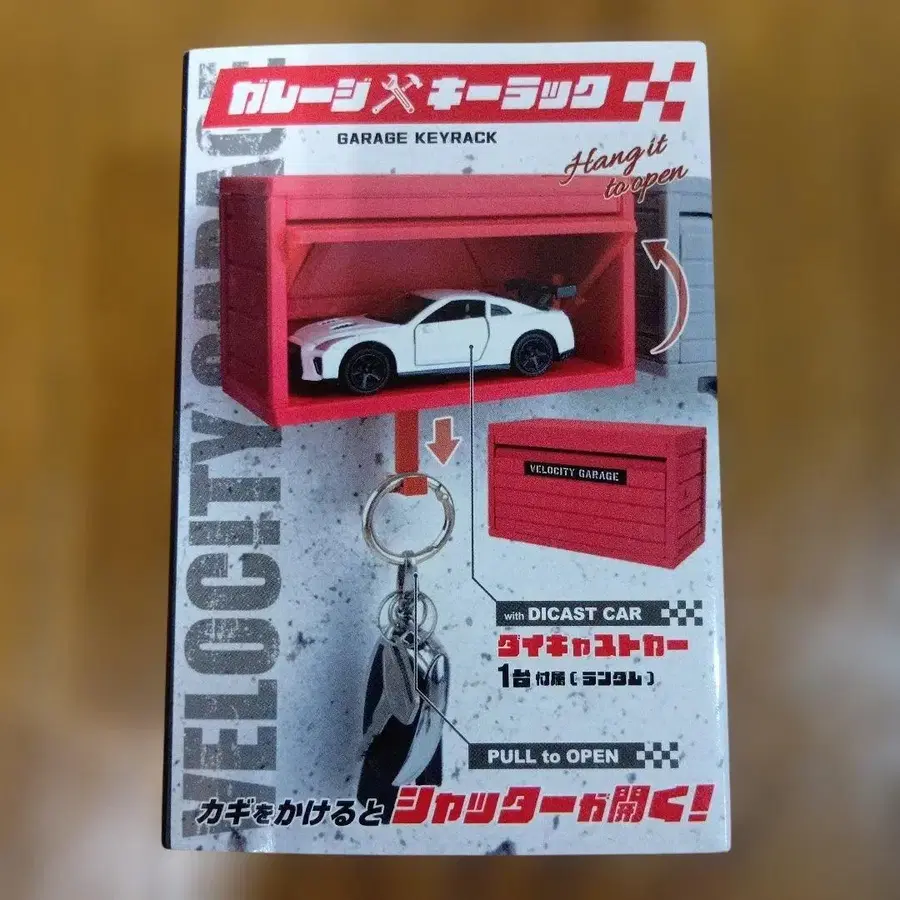 ガレージ キーラック
GARAGE KEYRACK
Hang it
to open
VELOCITY GARAGE
VELOCITY GARAGE
with DICAST CAR
ダイキャストカー
1台 付属(ランダム)
PULL to OPEN
カギをかけるとシャッターが開く!